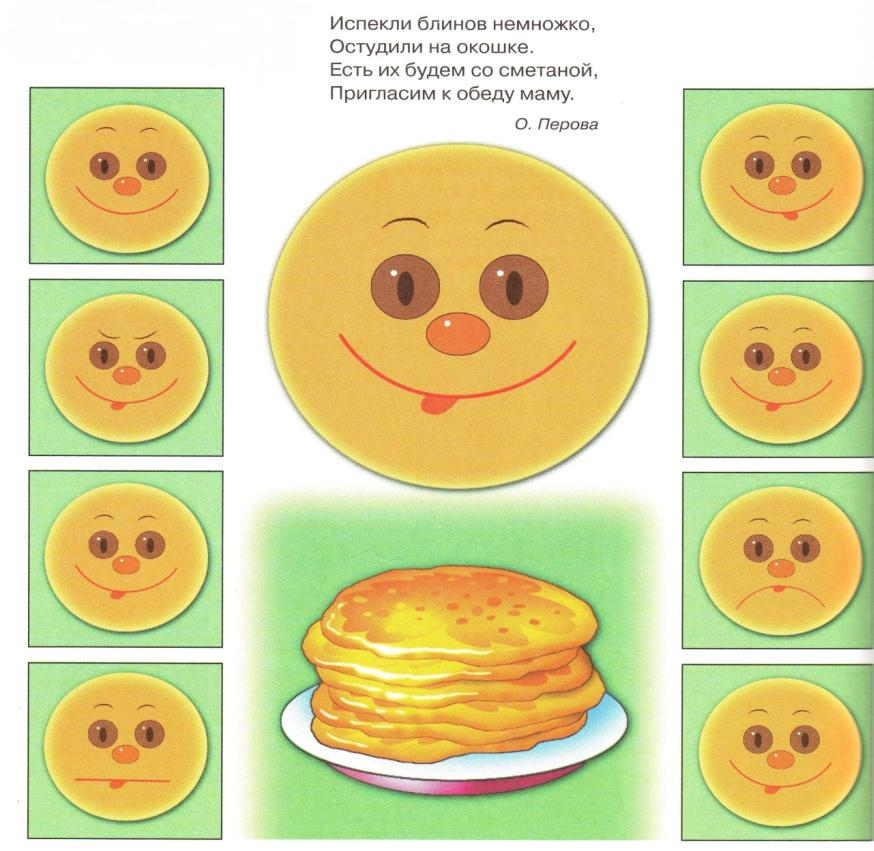 Испекли блинов немножко,
Остудили на окошке.
Есть их будем со сметаной,
Пригласим к обеду маму.
О. Перова